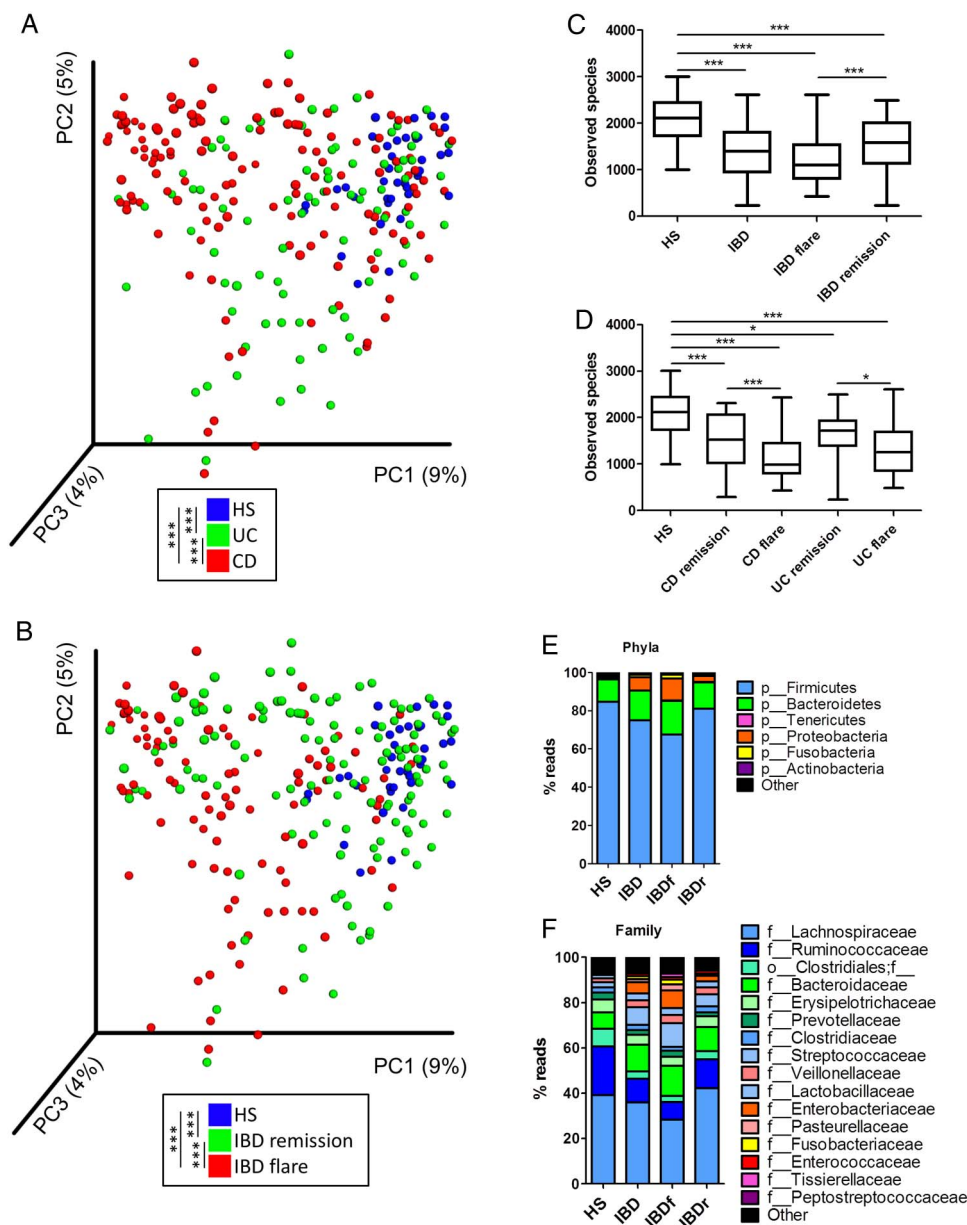 A
PC2 (5%)
PC1 (9%)
PC3 (4%)
*** *** ***
HS
UC
CD
B
PC2 (5%)
PC1 (9%)
PC3 (4%)
*** *** ***
HS
IBD remission
IBD flare
C
***
***
***
***
Observed species
4000
3000
2000
1000
0
HS
IBD
IBD flare
IBD remission
D
***
*
***
***
***
*
Observed species
4000
3000
2000
1000
0
HS
CD remission
CD flare
UC remission
UC flare
E
Phyla
% reads
100
80
60
40
20
0
HS
IBD
IBDf
IBDr
p__Firmicutes
p__Bacteroidetes
p__Tenericutes
p__Proteobacteria
p__Fusobacteria
p__Actinobacteria
Other
F
Family
% reads
100
80
60
40
20
0
HS
IBD
IBDf
IBDr
f__Lachnospiraceae
f__Ruminococcaceae
o__Clostridiales;f__
f__Bacteroidaceae
f__Erysipelotrichaceae
f__Prevotellaceae
f__Clostridiaceae
f__Streptococcaceae
f__Veillonellaceae
f__Lactobacillaceae
f__Enterobacteriaceae
f__Pasteurellaceae
f__Fusobacteriaceae
f__Enterococcaceae
f__Tissierellaceae
f__Peptostreptococcaceae
Other